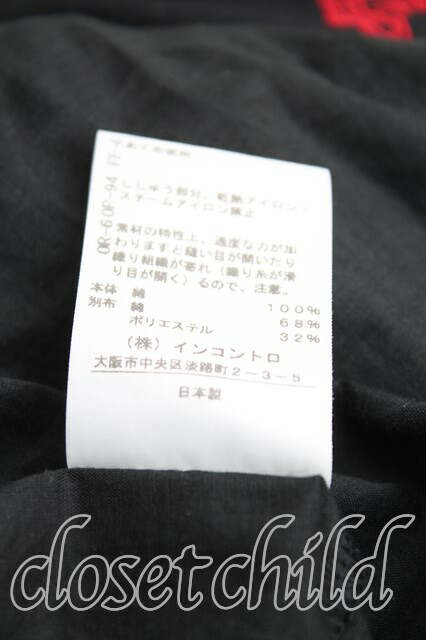 ししゅう部分、乾燥アイロン・
スチームアイロン禁止
素材の特性上、過度な力が加
わりますと縫い目が開いたり
織り組織が寄れ（織り糸が滑
り目が開く）るので、注意。
本体 綿 100%
別布 綿 68%
ポリエステル 32%
（株）インコントロ
大阪市中央区淡路町2-3-5
日本製
closet child